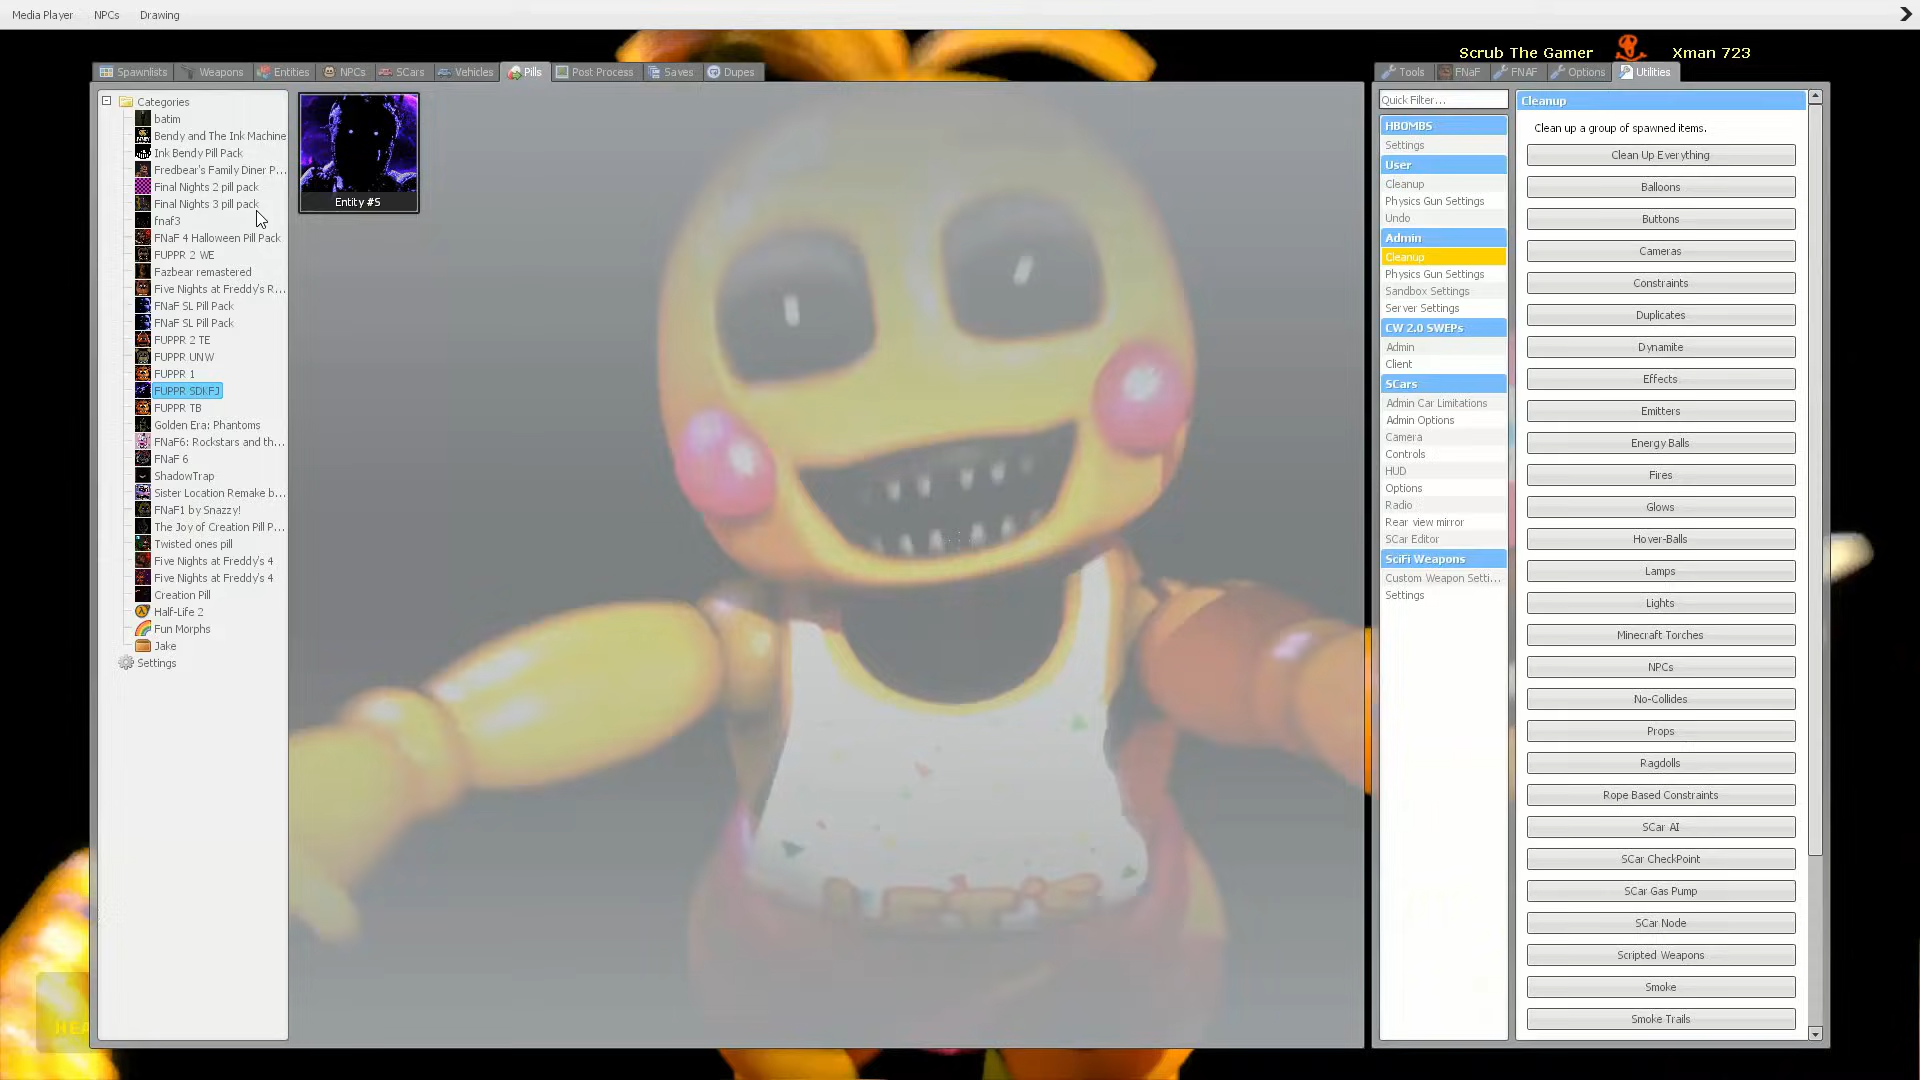 Media Player NPCs Drawing
Scrub The Gamer Xman 723
Spawnlists Weapons Entities NPCs SCars Vehicles Pills Post Process Saves Dupes
Tools FNaF FNAF Options Utilities
Categories
batim
Bendy and The Ink Machine
Ink Bendy Pill Pack
Fredbear's Family Diner P...
Final Nights 2 pill pack
Final Nights 3 pill pack
fnaf3
FNaF 4 Halloween Pill Pack
FUPPR 2 WE
Fazbear remastered
Five Nights at Freddy's R...
FNaF SL Pill Pack
FNaF SL Pill Pack
FUPPR 2 TE
FUPPR UNW
FUPPR 1
FUPPR SDKFJ
FUPPR TB
Golden Era: Phantoms
FNaF6: Rockstars and th...
FNaF 6
ShadowTrap
Sister Location Remake b...
FNaF1 by Snazzy!
The Joy of Creation Pill P...
Twisted ones pill
Five Nights at Freddy's 4
Five Nights at Freddy's 4
Creation Pill
Half-Life 2
Fun Morphs
Jake
Settings
Entity #5
Quick Filter...
HBOMBS
Settings
User
Cleanup
Physics Gun Settings
Undo
Admin
Cleanup
Physics Gun Settings
Sandbox Settings
Server Settings
CW 2.0 SWEPs
Admin
Client
SCars
Admin Car Limitations
Admin Options
Camera
Controls
HUD
Options
Radio
Rear view mirror
SCar Editor
SciFi Weapons
Custom Weapon Setti...
Settings
Cleanup
Clean up a group of spawned items.
Clean Up Everything
Balloons
Buttons
Cameras
Constraints
Duplicates
Dynamite
Effects
Emitters
Energy Balls
Fires
Glows
Hover-Balls
Lamps
Lights
Minecraft Torches
NPCs
No-Collides
Props
Ragdolls
Rope Based Constraints
SCar AI
SCar CheckPoint
SCar Gas Pump
SCar Node
Scripted Weapons
Smoke
Smoke Trails